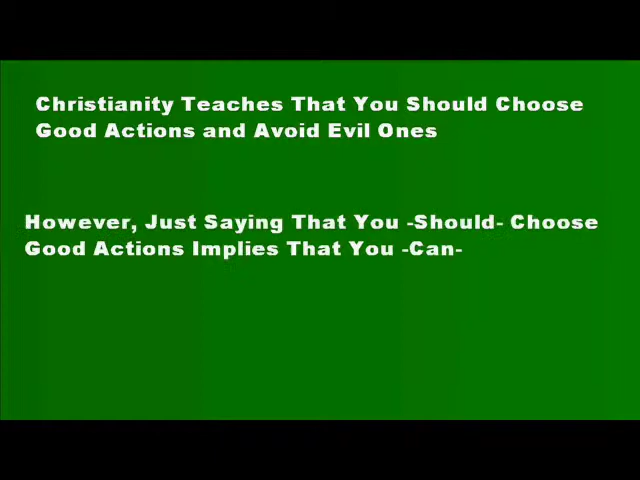 Christianity Teaches That You Should Choose
Good Actions and Avoid Evil Ones
However, Just Saying That You -Should- Choose
Good Actions Implies That You -Can-